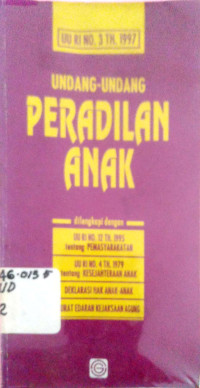 UU RI NO. 3 TH. 1997
UNDANG-UNDANG
PERADILAN
ANAK
dilengkapi dengan
UU RI NO. 12 TH. 1995
tentang PEMASYARAKATAN
UU RI NO. 4 TH. 1979
tentang KESEJAHTERAAN ANAK
DEKLARASI HAK ANAK-ANAK
SURAT EDARAN KEJAKSAAN AGUNG
2